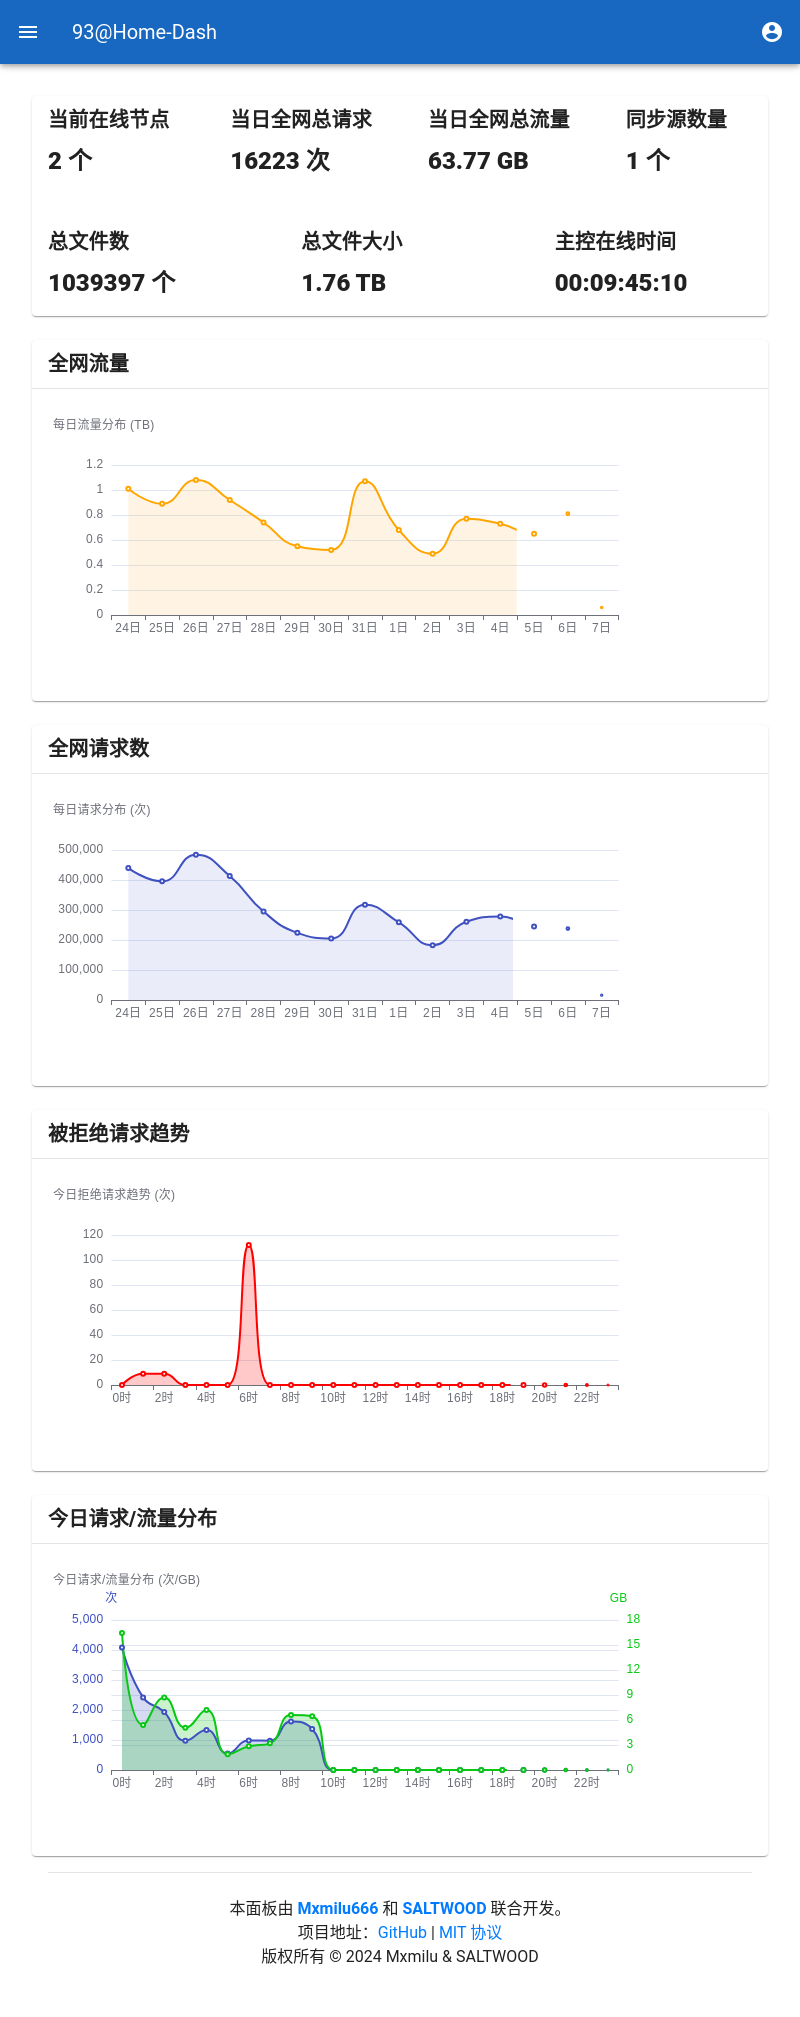 93@Home-Dash
当前在线节点 当日全网总请求 当日全网总流量 同步源数量
2 个 16223 次 63.77 GB 1 个
总文件数 总文件大小 主控在线时间
1039397 个 1.76 TB 00:09:45:10
全网流量
每日流量分布 (TB)
1.2
1
0.8
0.6
0.4
0.2
0
24日 25日 26日 27日 28日 29日 30日 31日 1日 2日 3日 4日 5日 6日 7日
全网请求数
每日请求分布 (次)
500,000
400,000
300,000
200,000
100,000
0
24日 25日 26日 27日 28日 29日 30日 31日 1日 2日 3日 4日 5日 6日 7日
被拒绝请求趋势
今日拒绝请求趋势 (次)
120
100
80
60
40
20
0
0时 2时 4时 6时 8时 10时 12时 14时 16时 18时 20时 22时
今日请求/流量分布
今日请求/流量分布 (次/GB)
次 GB
5,000 18
15
4,000
12
3,000
9
2,000
6
1,000
3
0 0
0时 2时 4时 6时 8时 10时 12时 14时 16时 18时 20时 22时
本面板由 Mxmilu666 和 SALTWOOD 联合开发。
项目地址：GitHub | MIT 协议
版权所有 © 2024 Mxmilu & SALTWOOD